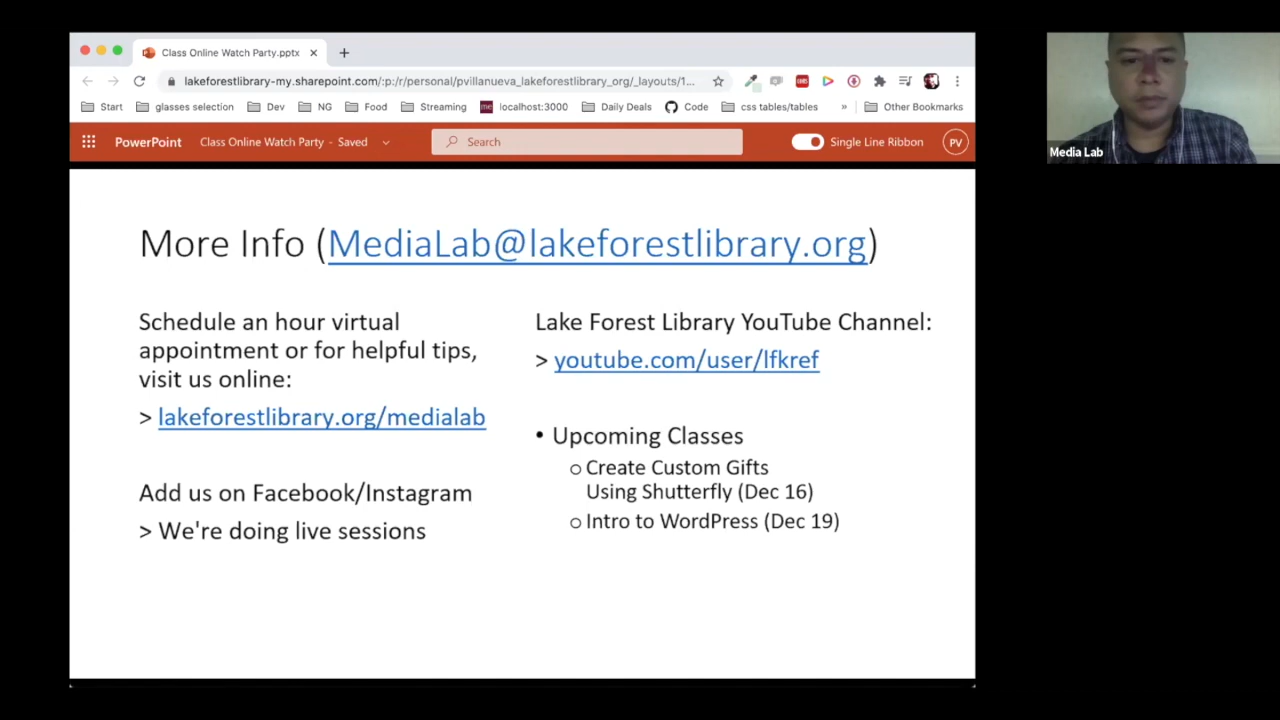 Class Online Watch Party.pptx
lakeforestlibrary-my.sharepoint.com/:p:/r/personal/pvillanueva_lakeforestlibrary_org/_layouts/1...
Start glasses selection Dev NG Food Streaming localhost:3000 Daily Deals Code css tables/tables » Other Bookmarks
PowerPoint Class Online Watch Party - Saved Search Single Line Ribbon PV
Media Lab
More Info (MediaLab@lakeforestlibrary.org)
Schedule an hour virtual
appointment or for helpful tips,
visit us online:
> lakeforestlibrary.org/medialab
Add us on Facebook/Instagram
> We're doing live sessions
Lake Forest Library YouTube Channel:
> youtube.com/user/lfkref
• Upcoming Classes
o Create Custom Gifts
Using Shutterfly (Dec 16)
o Intro to WordPress (Dec 19)